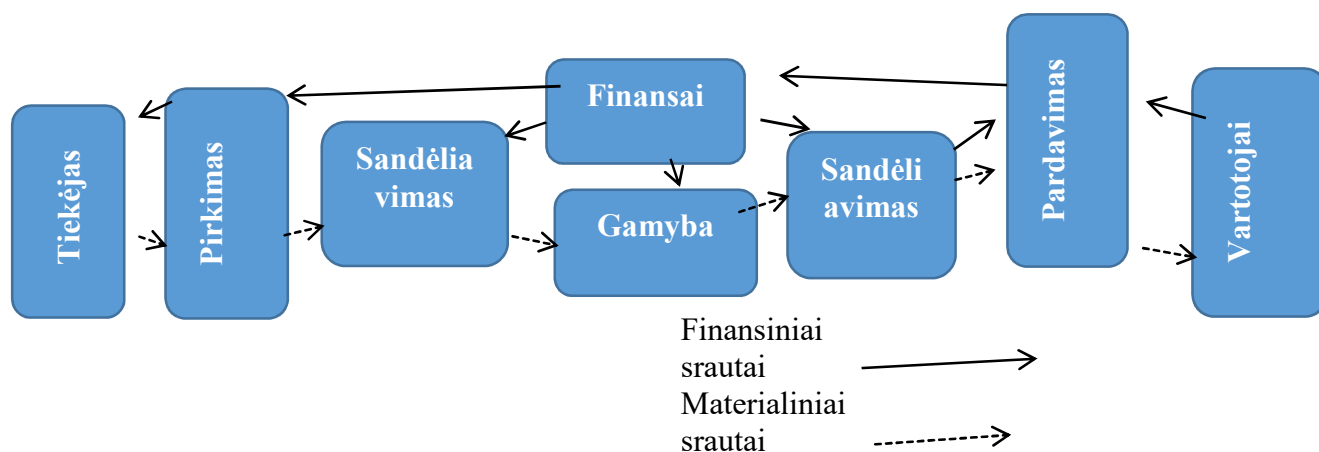 Tiekėjas
Pirkimas
Sandėlia
vimas
Finansai
Gamyba
Sandėli
avimas
Pardavimas
Vartotojai
Finansiniai
srautai
Materialiniai
srautai